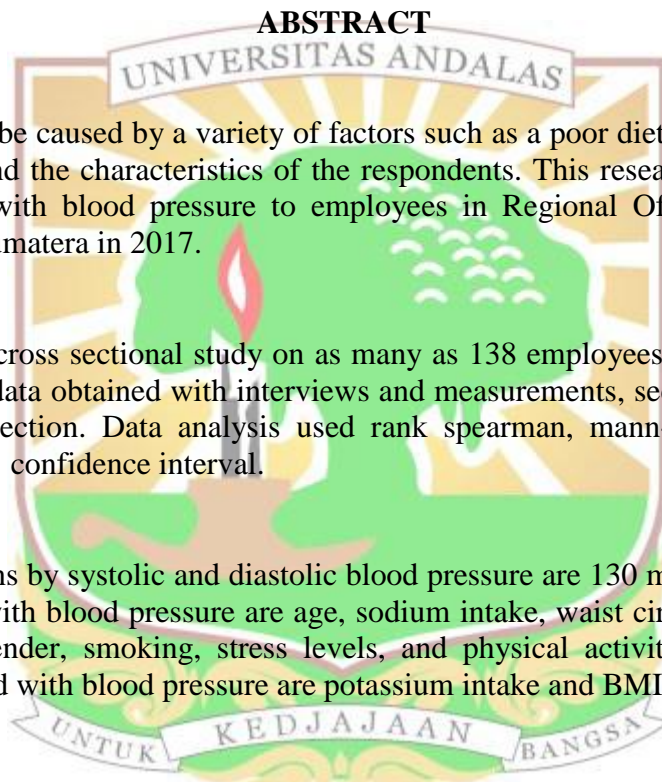 ABSTRACT
UNIVERSITAS ANDALAS
be caused by a variety of factors such as a poor diet
nd the characteristics of the respondents. This resea
with blood pressure to employees in Regional Of
umatera in 2017.
cross sectional study on as many as 138 employees
data obtained with interviews and measurements, se
ection. Data analysis used rank spearman, mann-
confidence interval.
ns by systolic and diastolic blood pressure are 130 m
with blood pressure are age, sodium intake, waist cir
ender, smoking, stress levels, and physical activit
d with blood pressure are potassium intake and BMI
UNTUK KEDJAJAAN BANGSA